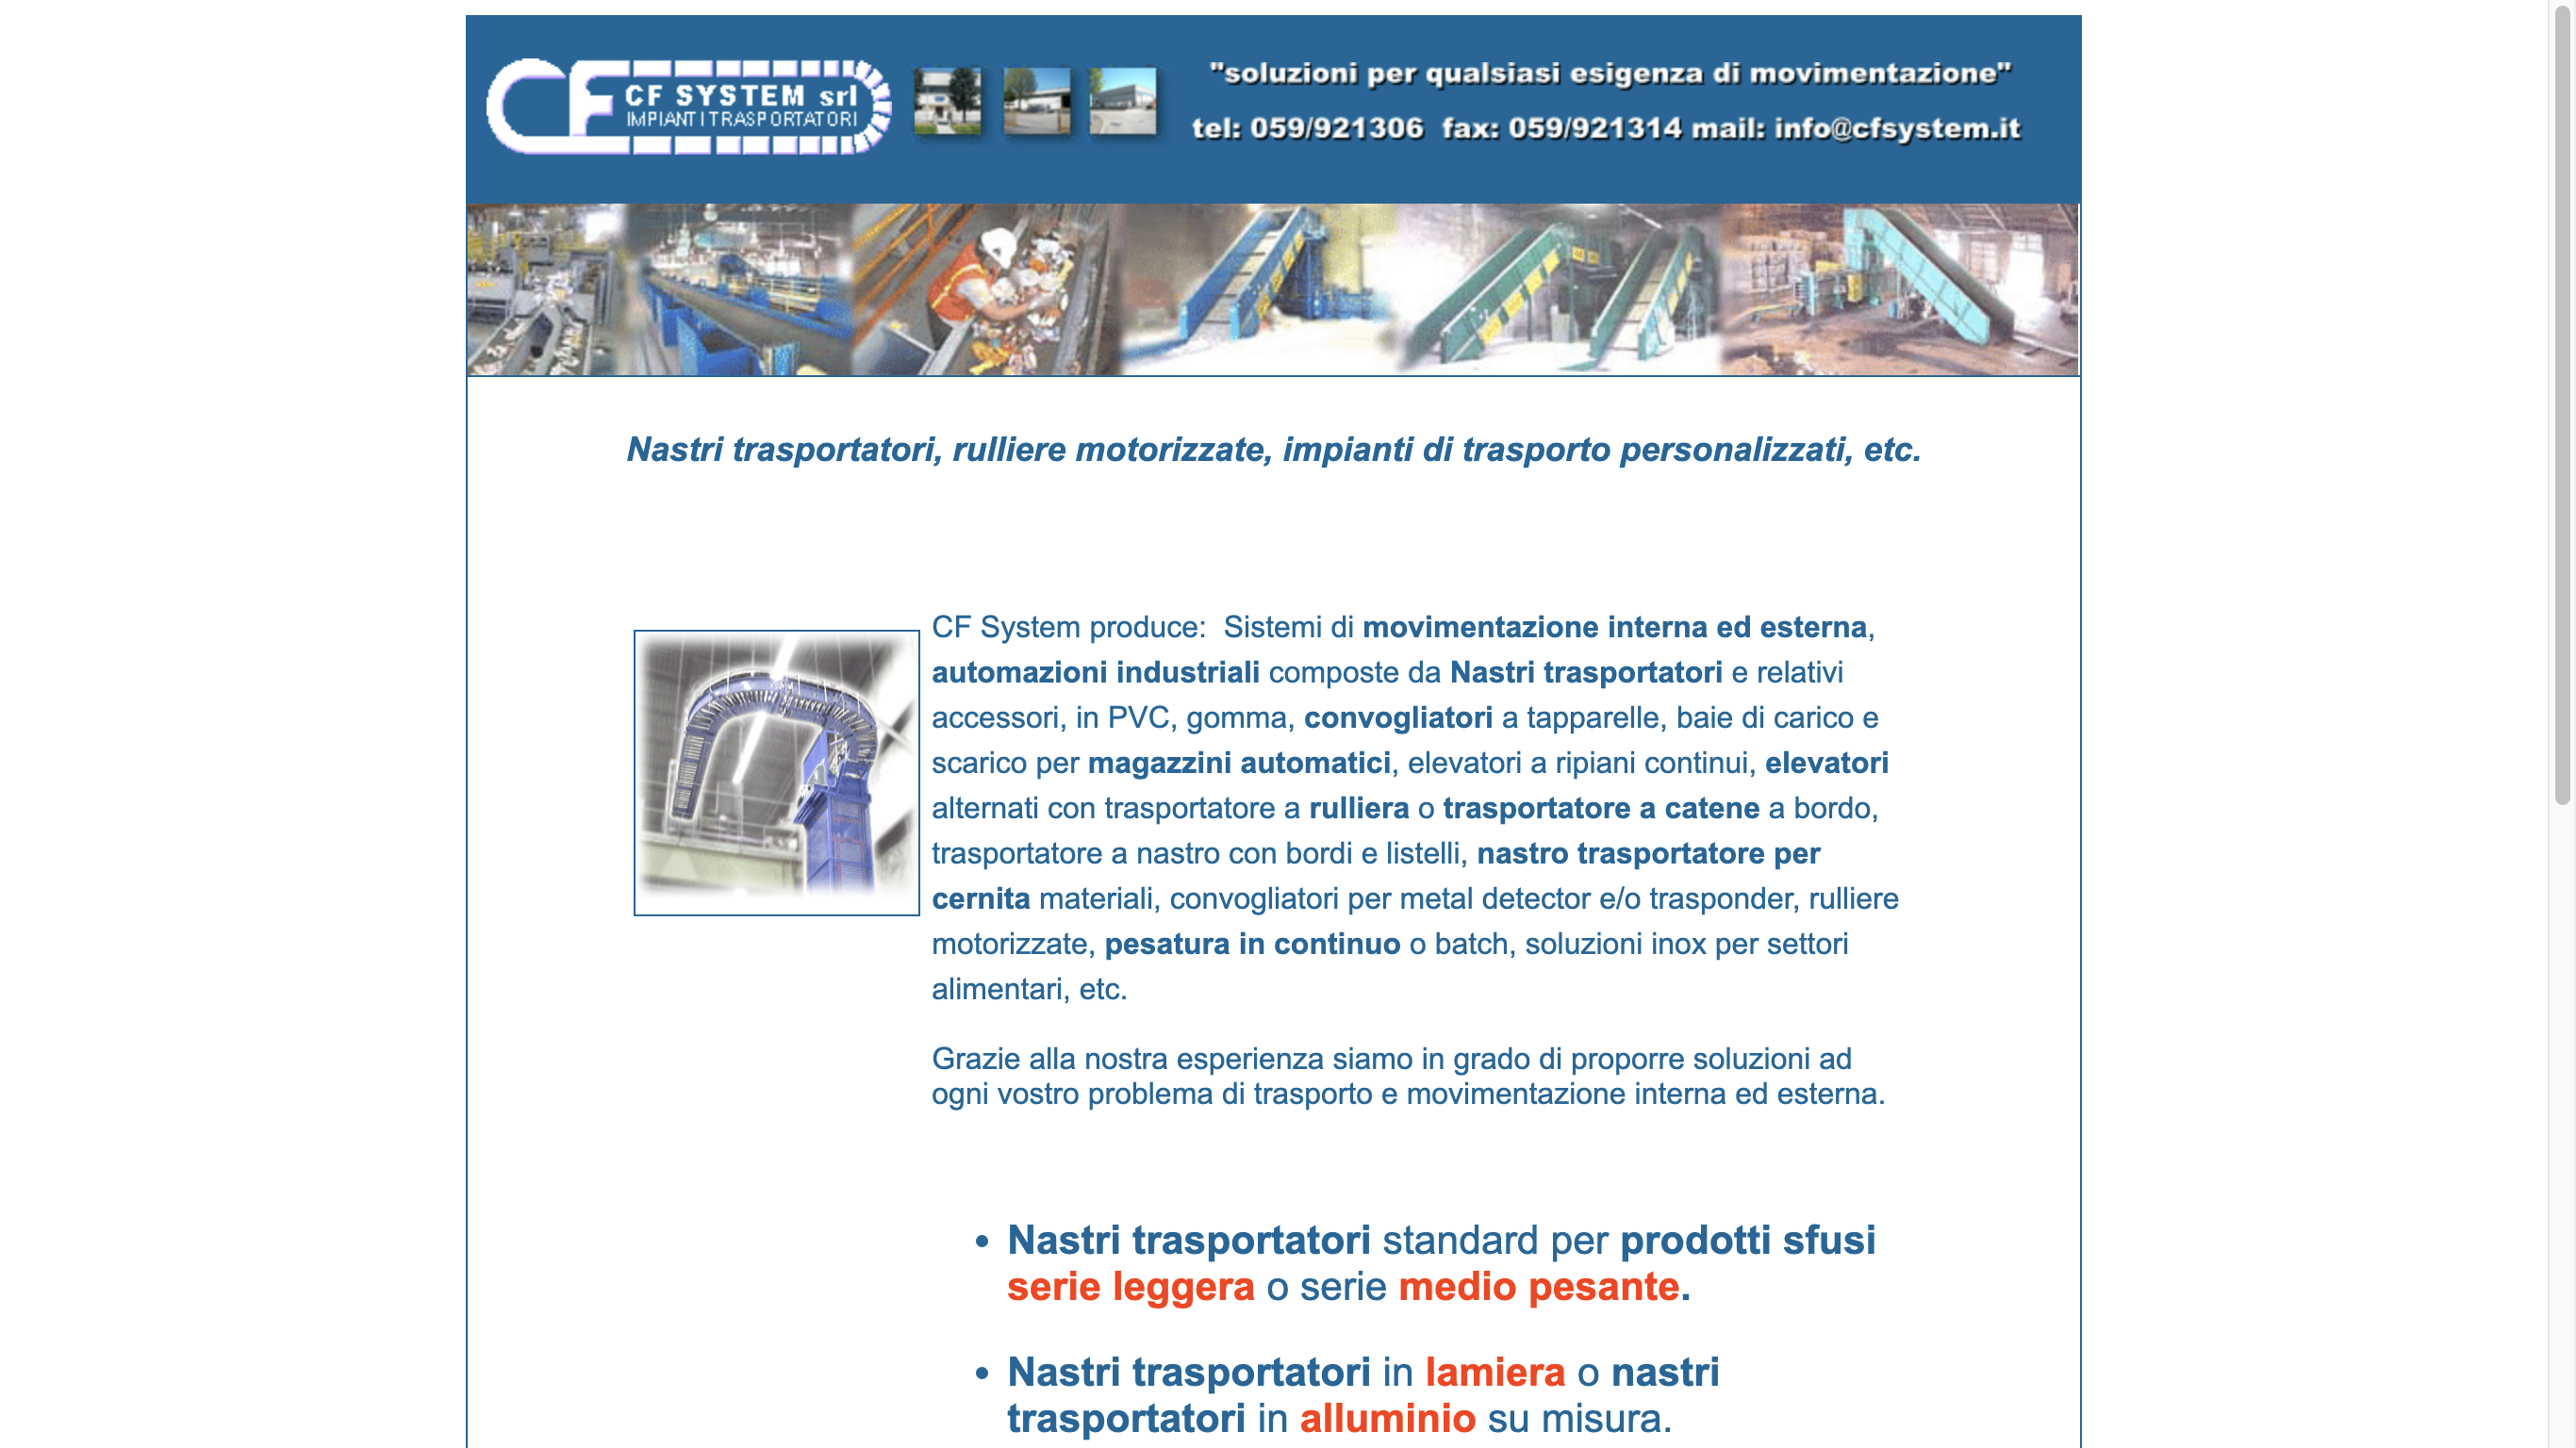 CF SYSTEM srl
IMPIANTI TRASPORTATORI
"soluzioni per qualsiasi esigenza di movimentazione"
tel: 059/921306 fax: 059/921314 mail: info@cfsystem.it
Nastri trasportatori, rulliere motorizzate, impianti di trasporto personalizzati, etc.
CF System produce: Sistemi di movimentazione interna ed esterna,
automazioni industriali composte da Nastri trasportatori e relativi
accessori, in PVC, gomma, convogliatori a tapparelle, baie di carico e
scarico per magazzini automatici, elevatori a ripiani continui, elevatori
alternati con trasportatore a rulliera o trasportatore a catene a bordo,
trasportatore a nastro con bordi e listelli, nastro trasportatore per
cernita materiali, convogliatori per metal detector e/o trasponder, rulliere
motorizzate, pesatura in continuo o batch, soluzioni inox per settori
alimentari, etc.
Grazie alla nostra esperienza siamo in grado di proporre soluzioni ad
ogni vostro problema di trasporto e movimentazione interna ed esterna.
• Nastri trasportatori standard per prodotti sfusi
serie leggera o serie medio pesante.
• Nastri trasportatori in lamiera o nastri
trasportatori in alluminio su misura.